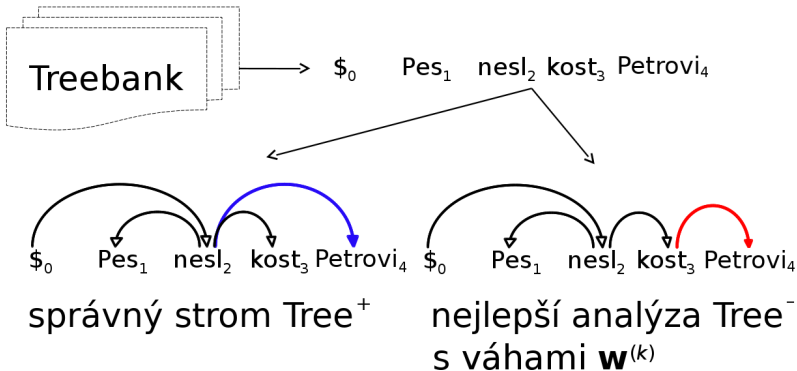 Treebank
$₀ Pes₁ nesl₂ kost₃ Petrovi₄
$₀ Pes₁ nesl₂ kost₃ Petrovi₄
$₀ Pes₁ nesl₂ kost₃ Petrovi₄
správný strom Tree⁺
nejlepší analýza Tree⁻
s váhami w⁽ᵏ⁾